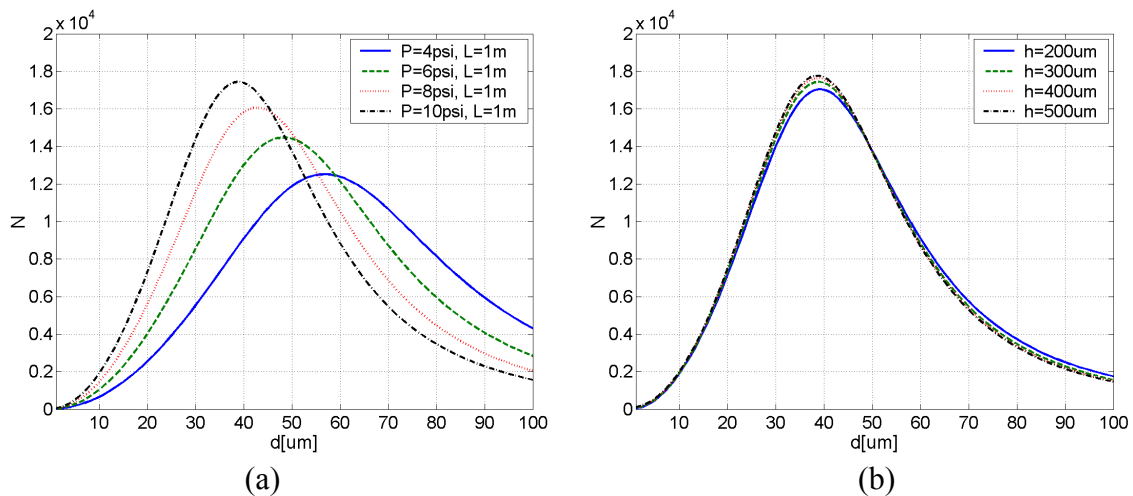 2 x 10^4
1.8
1.6
1.4
1.2
1
0.8
0.6
0.4
0.2
0
N
10 20 30 40 50 60 70 80 90 100
d[um]
P=4psi, L=1m
P=6psi, L=1m
P=8psi, L=1m
P=10psi, L=1m
(a)
2 x 10^4
1.8
1.6
1.4
1.2
1
0.8
0.6
0.4
0.2
0
N
10 20 30 40 50 60 70 80 90 100
d[um]
h=200um
h=300um
h=400um
h=500um
(b)